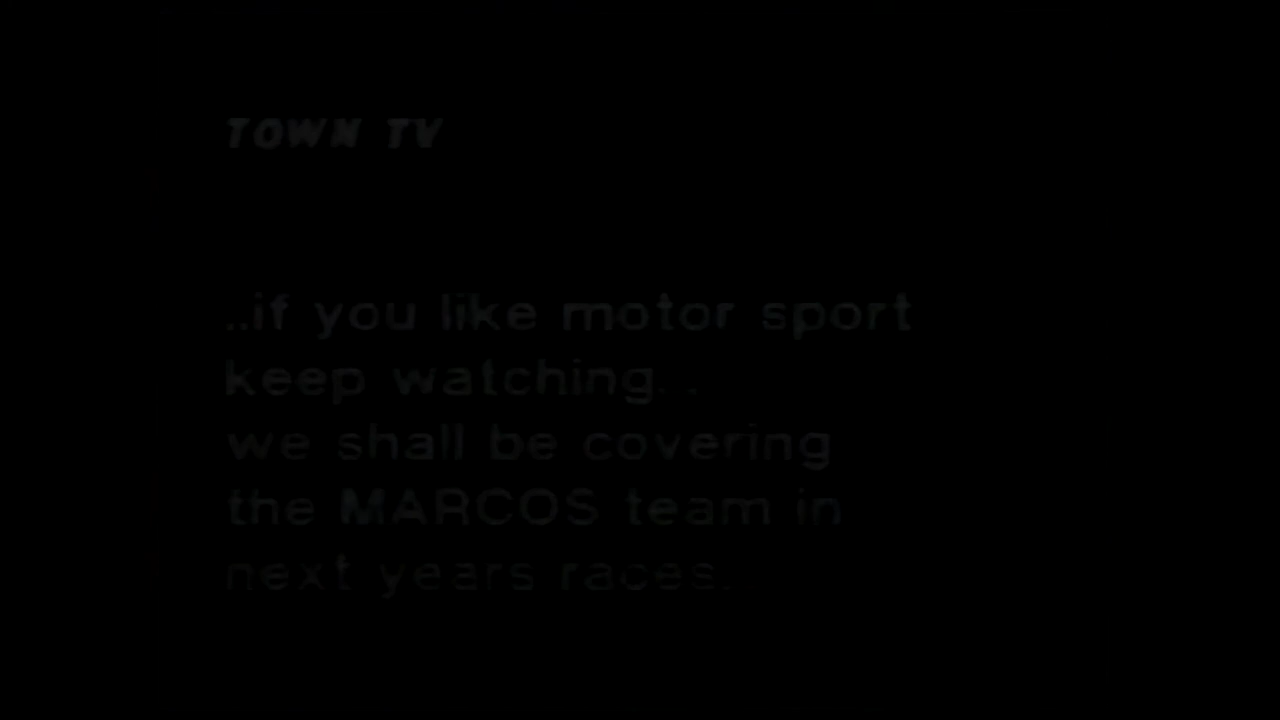 TOWN TV
..if you like motor sport
keep watching. .
we shall be covering
the MARCOS team in
next years races.